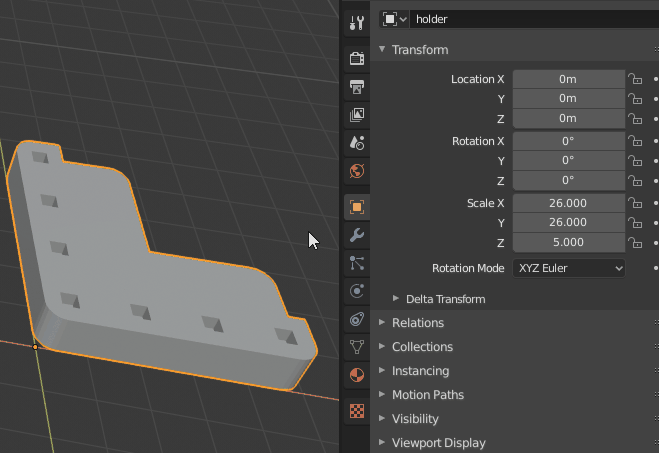 holder
Transform
Location X 0m
Y 0m
Z 0m
Rotation X 0°
Y 0°
Z 0°
Scale X 26.000
Y 26.000
Z 5.000
Rotation Mode XYZ Euler
Delta Transform
Relations
Collections
Instancing
Motion Paths
Visibility
Viewport Display